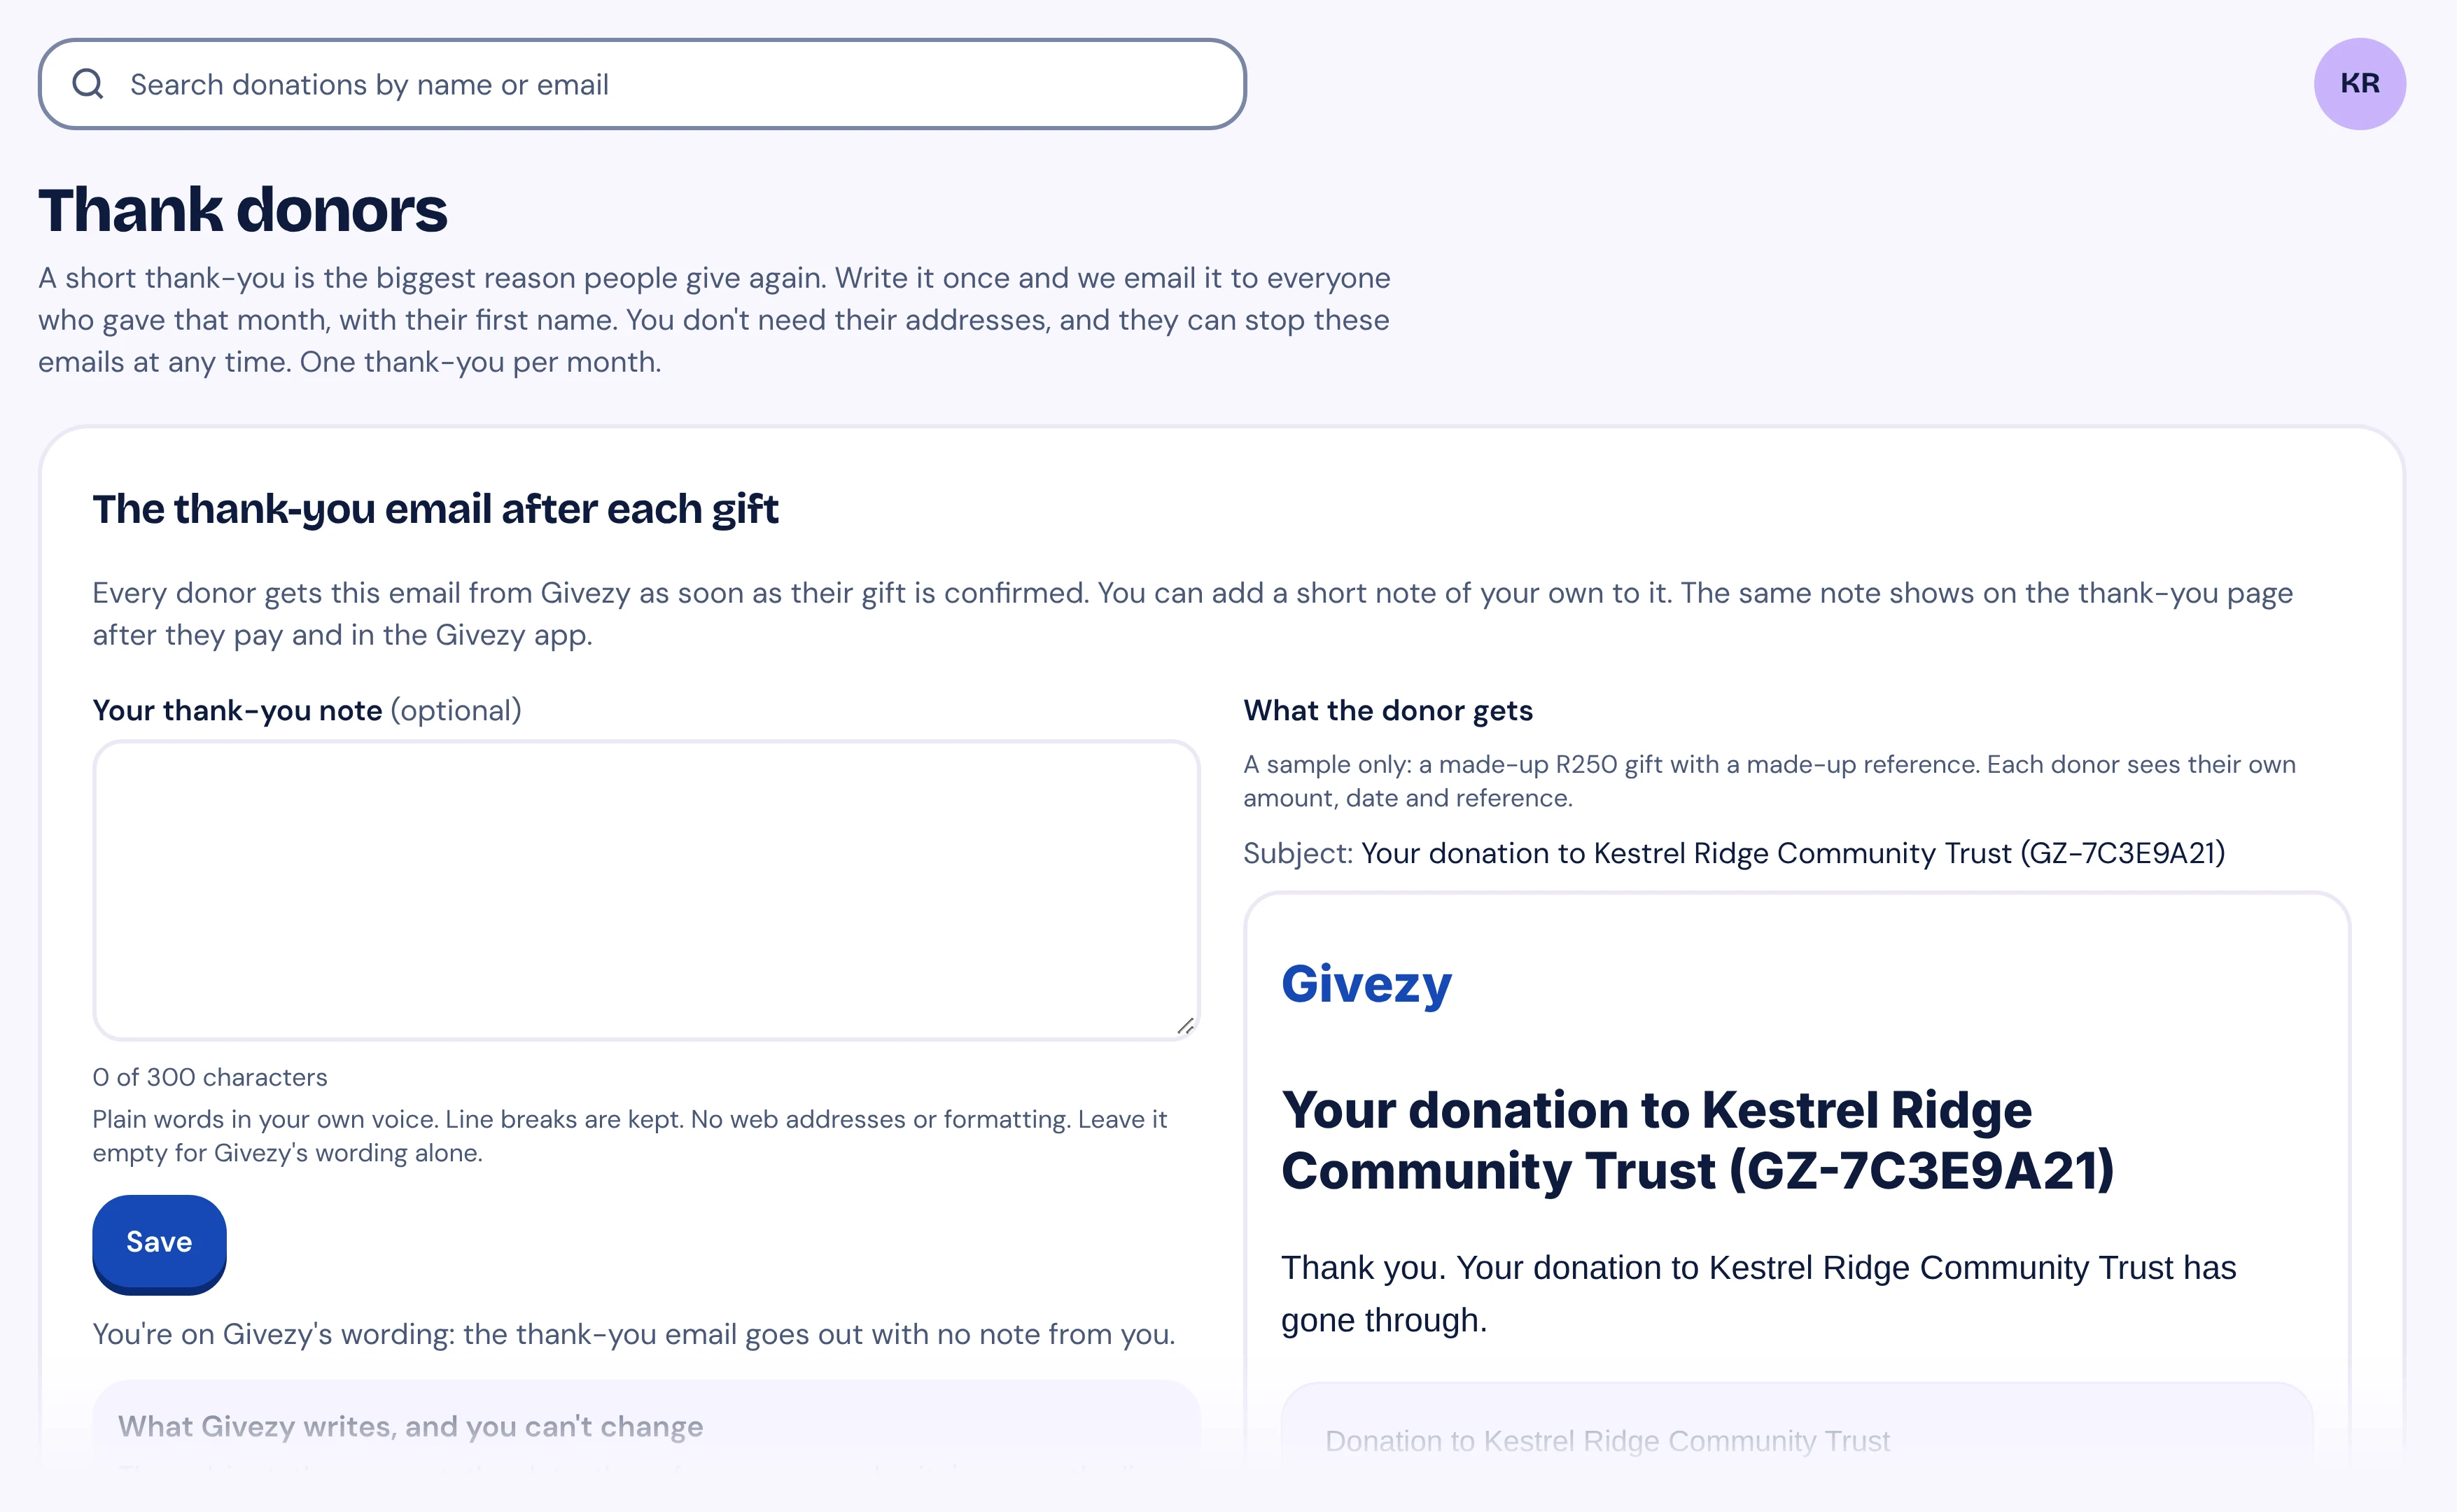 Search donations by name or email
KR
Thank donors
A short thank-you is the biggest reason people give again. Write it once and we email it to everyone
who gave that month, with their first name. You don't need their addresses, and they can stop these
emails at any time. One thank-you per month.
The thank-you email after each gift
Every donor gets this email from Givezy as soon as their gift is confirmed. You can add a short note of your own to it. The same note shows on the thank-you page
after they pay and in the Givezy app.
Your thank-you note (optional)
0 of 300 characters
Plain words in your own voice. Line breaks are kept. No web addresses or formatting. Leave it
empty for Givezy's wording alone.
Save
You're on Givezy's wording: the thank-you email goes out with no note from you.
What Givezy writes, and you can't change
What the donor gets
A sample only: a made-up R250 gift with a made-up reference. Each donor sees their own
amount, date and reference.
Subject: Your donation to Kestrel Ridge Community Trust (GZ-7C3E9A21)
Givezy
Your donation to Kestrel Ridge
Community Trust (GZ-7C3E9A21)
Thank you. Your donation to Kestrel Ridge Community Trust has
gone through.
Donation to Kestrel Ridge Community Trust